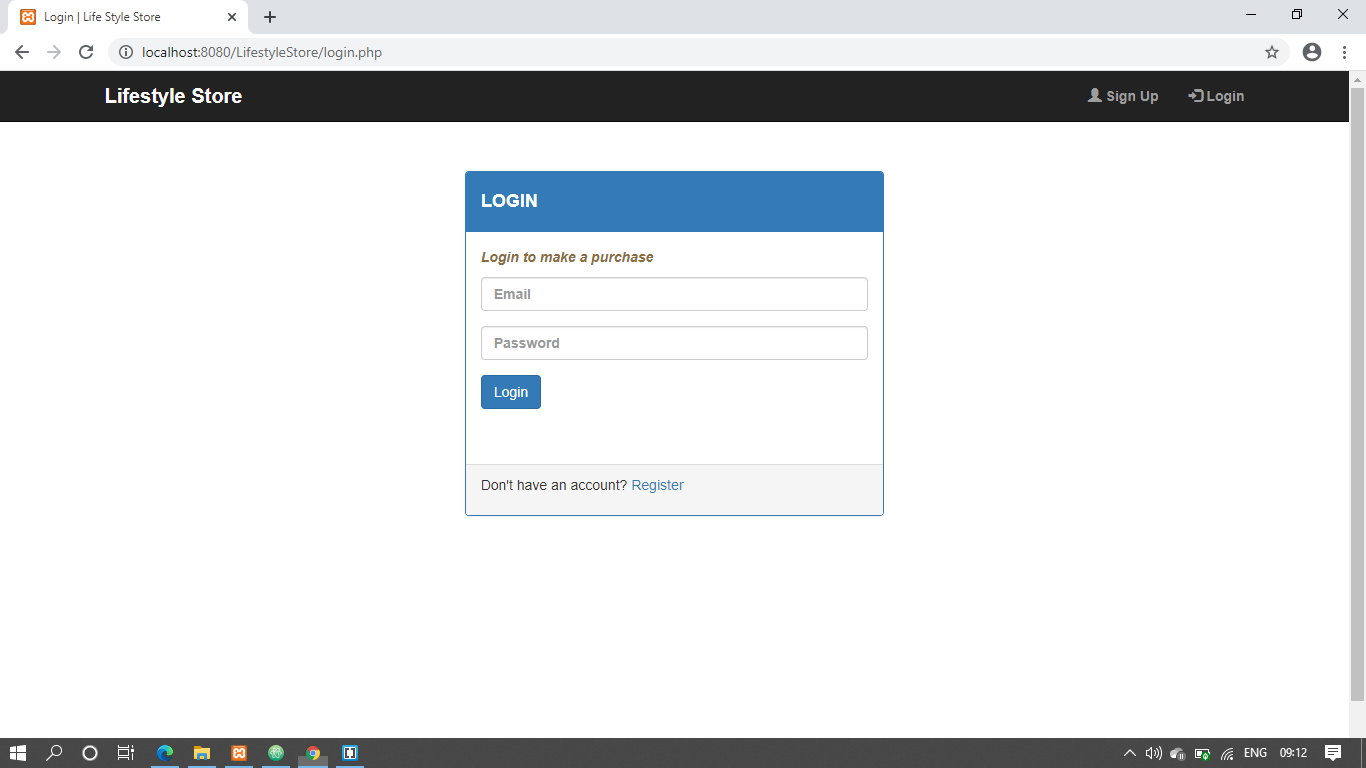 Login | Life Style Store
localhost:8080/LifestyleStore/login.php
Lifestyle Store
Sign Up
Login
LOGIN
Login to make a purchase
Email
Password
Login
Don't have an account? Register
ENG
09:12